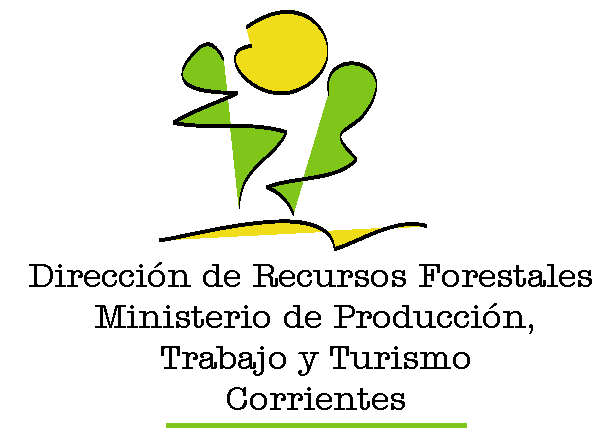 Dirección de Recursos Forestales
Ministerio de Producción,
Trabajo y Turismo
Corrientes